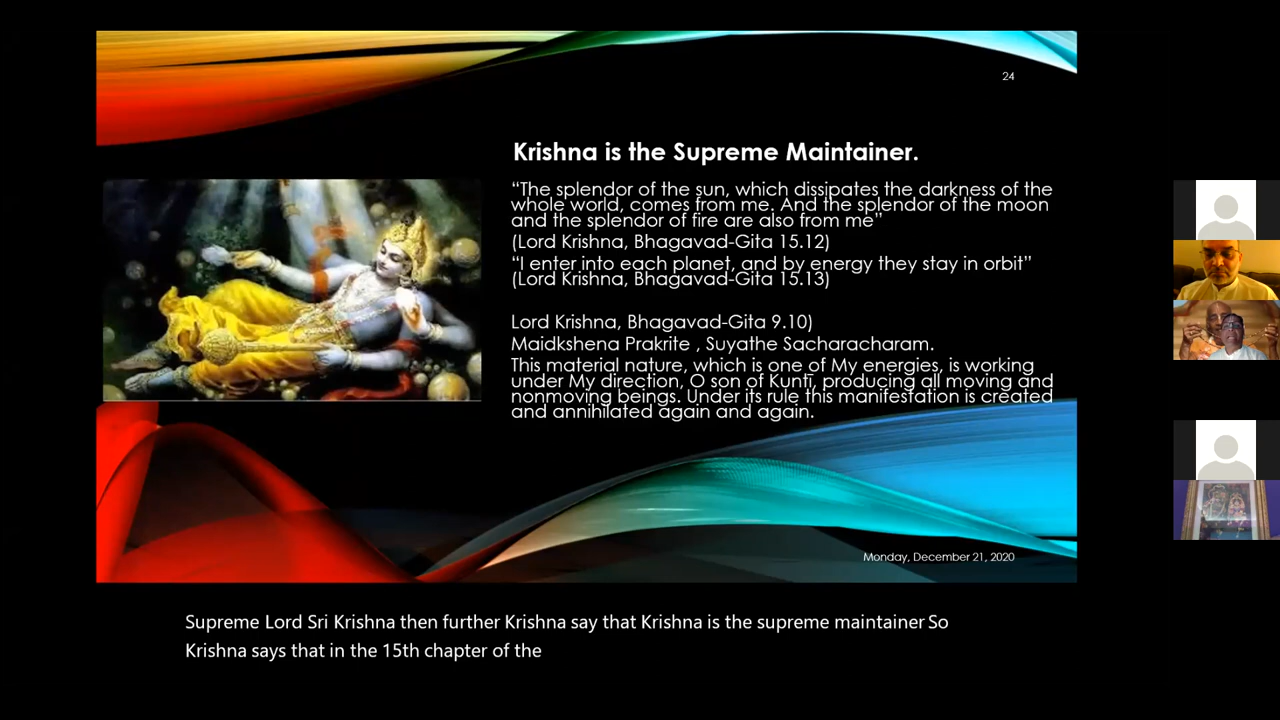 24
Krishna is the Supreme Maintainer.
“The splendor of the sun, which dissipates the darkness of the
whole world, comes from me. And the splendor of the moon
and the splendor of fire are also from me”
(Lord Krishna, Bhagavad-Gita 15.12)
“I enter into each planet, and by energy they stay in orbit”
(Lord Krishna, Bhagavad-Gita 15.13)
Lord Krishna, Bhagavad-Gita 9.10)
Maidkshena Prakrite , Suyathe Sacharacharam.
This material nature, which is one of My energies, is working
under My direction, O son of Kunti, producing all moving and
nonmoving beings. Under its rule this manifestation is created
and annihilated again and again.
Monday, December 21, 2020
Supreme Lord Sri Krishna then further Krishna say that Krishna is the supreme maintainer So
Krishna says that in the 15th chapter of the